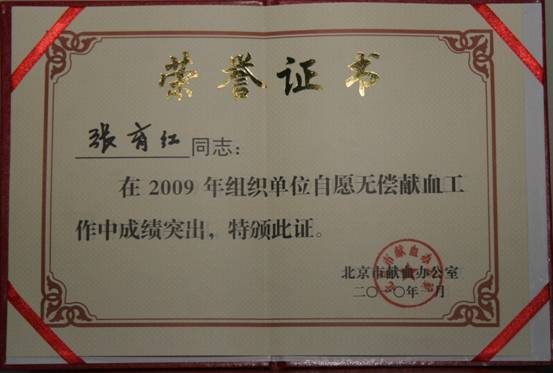 荣誉证书
张育红同志：
在2009年组织单位自愿无偿献血工
作中成绩突出，特颁此证。
北京市献血办公室
二〇一〇年一月